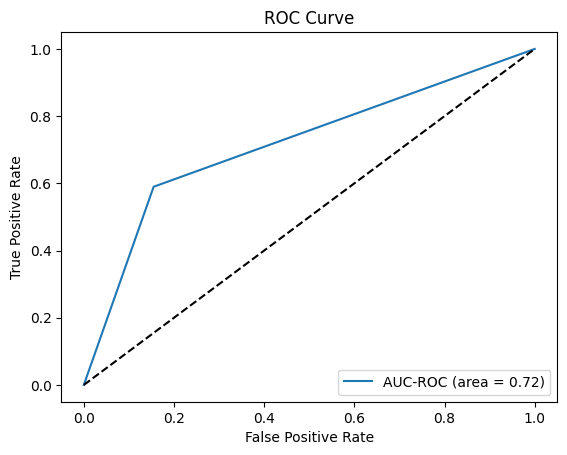 ROC Curve
True Positive Rate
1.0
0.8
0.6
0.4
0.2
0.0
AUC-ROC (area = 0.72)
0.0 0.2 0.4 0.6 0.8 1.0
False Positive Rate